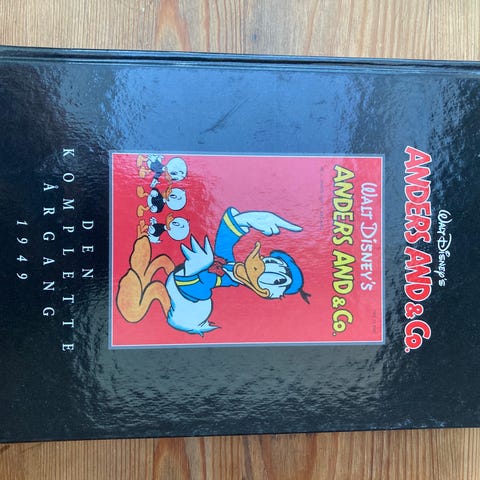 Walt Disney's
ANDERS AND & Co.
Walt Disney's
ANDERS AND & Co.
DEN
KOMPLETTE
ÅRGANG
1949